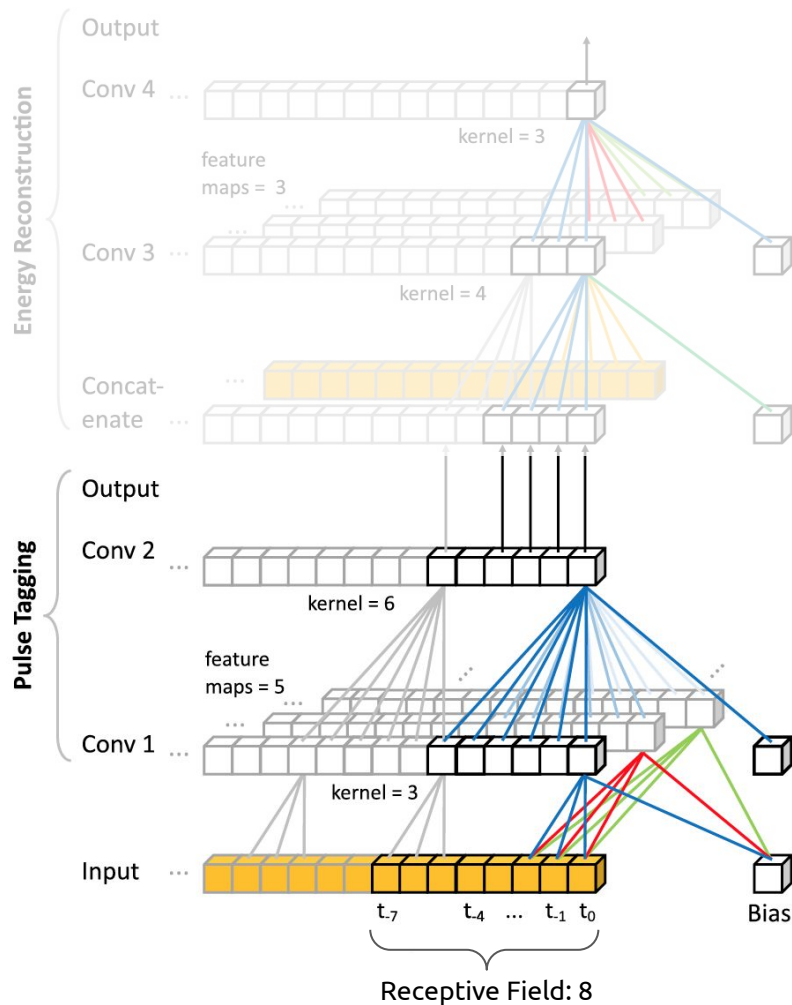 Output
Conv 4
...
kernel = 3
feature
maps = 3
...
...
Conv 3
...
kernel = 4
Energy Reconstruction
Concat-
enate
...
...
Output
Conv 2
...
kernel = 6
Pulse Tagging
feature
maps = 5
...
...
...
...
Conv 1
...
kernel = 3
Input
...
t-7 t-4 ... t-1 t0
Bias
Receptive Field: 8